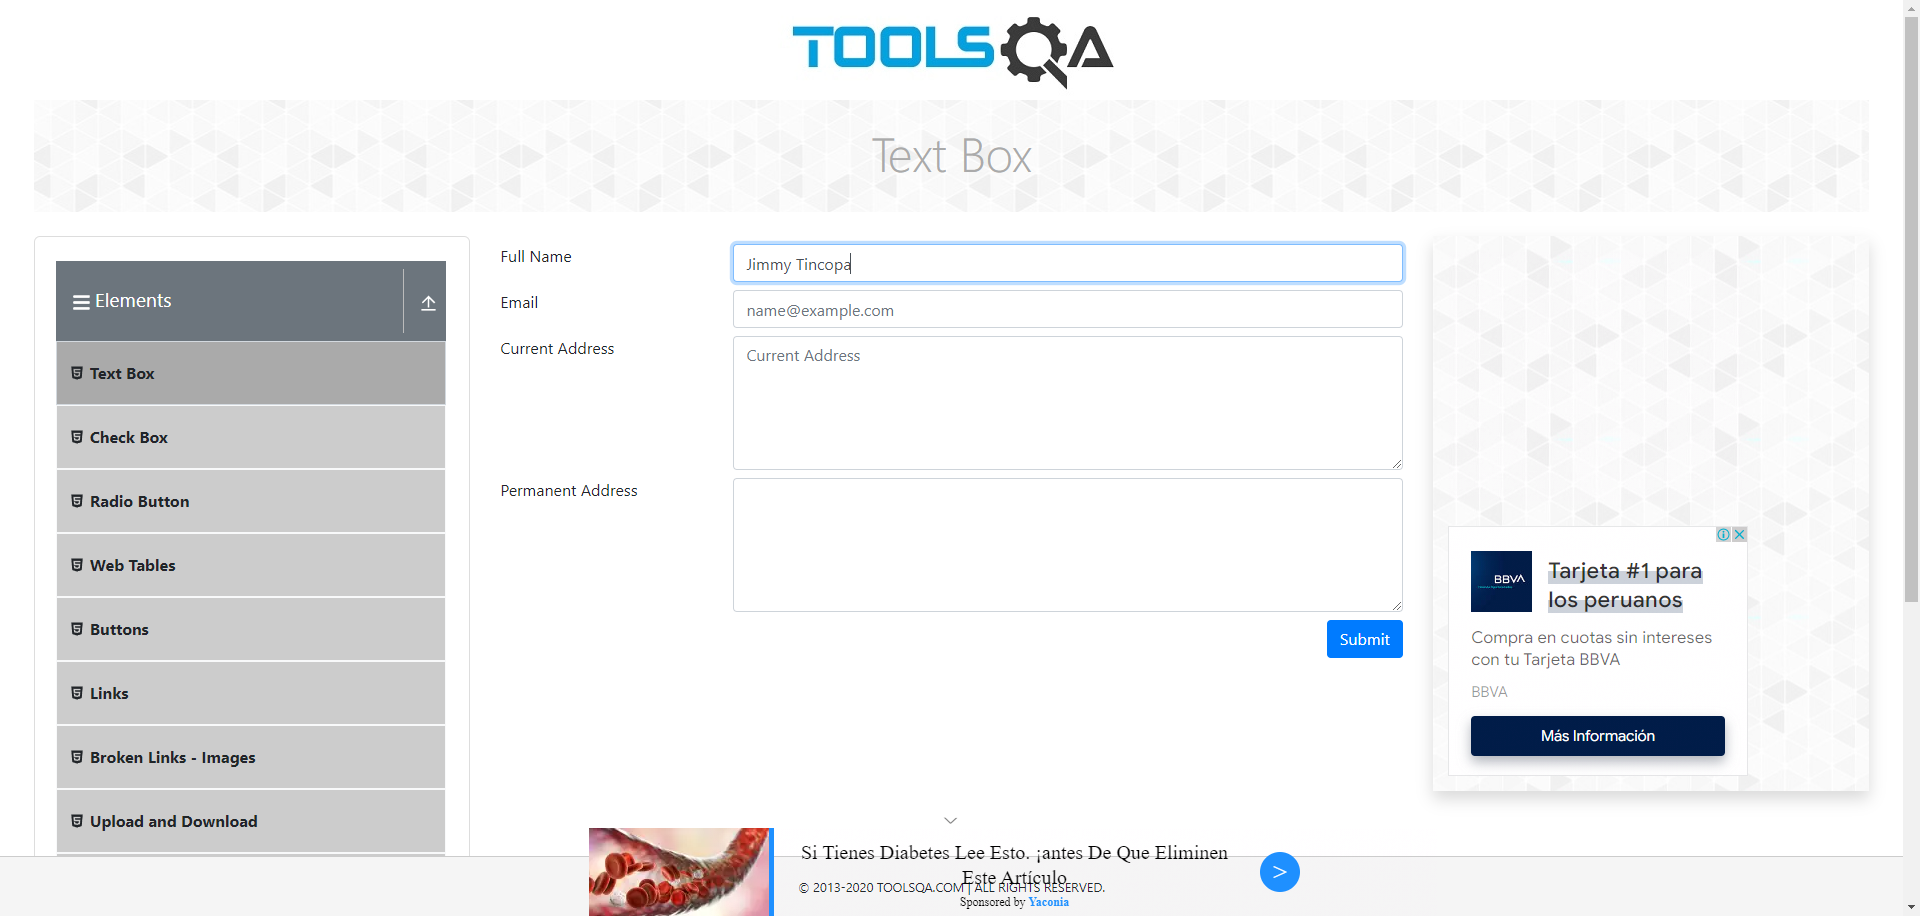 TOOLSQA
Text Box
Elements
Text Box
Check Box
Radio Button
Web Tables
Buttons
Links
Broken Links - Images
Upload and Download
Full Name
Jimmy Tincopa
Email
name@example.com
Current Address
Current Address
Permanent Address
Submit
BBVA
Tarjeta #1 para
los peruanos
Compra en cuotas sin intereses
con tu Tarjeta BBVA
BBVA
Más Información
Si Tienes Diabetes Lee Esto. ¡antes De Que Eliminen
Este Artículo
© 2013-2020 TOOLSQA.COM | ALL RIGHTS RESERVED.
Sponsored by Yaconia